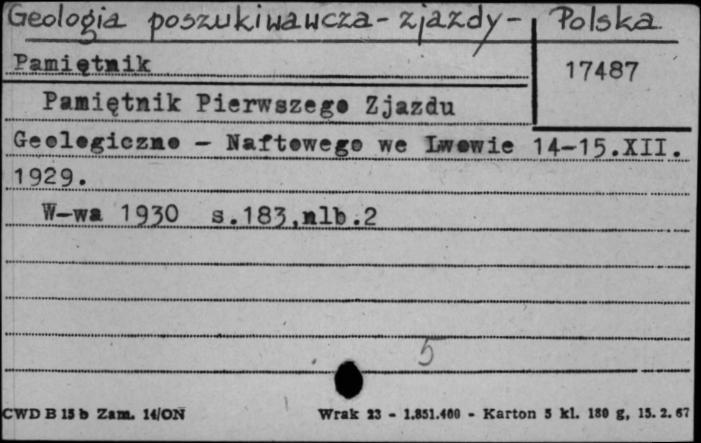 Geologia poszukiwawcza - zjazdy - Polska
Pamiętnik
17487
Pamiętnik Pierwszego Zjazdu
Geologiczno - Naftowego we Lwowie 14-15.XII.
1929.
W-wa 1930 s.183,nlb.2
5
CWD B 15 b Zam. 14/ON Wrak 23 - 1.851.400 - Karton 5 kl. 180 g, 15. 2. 67